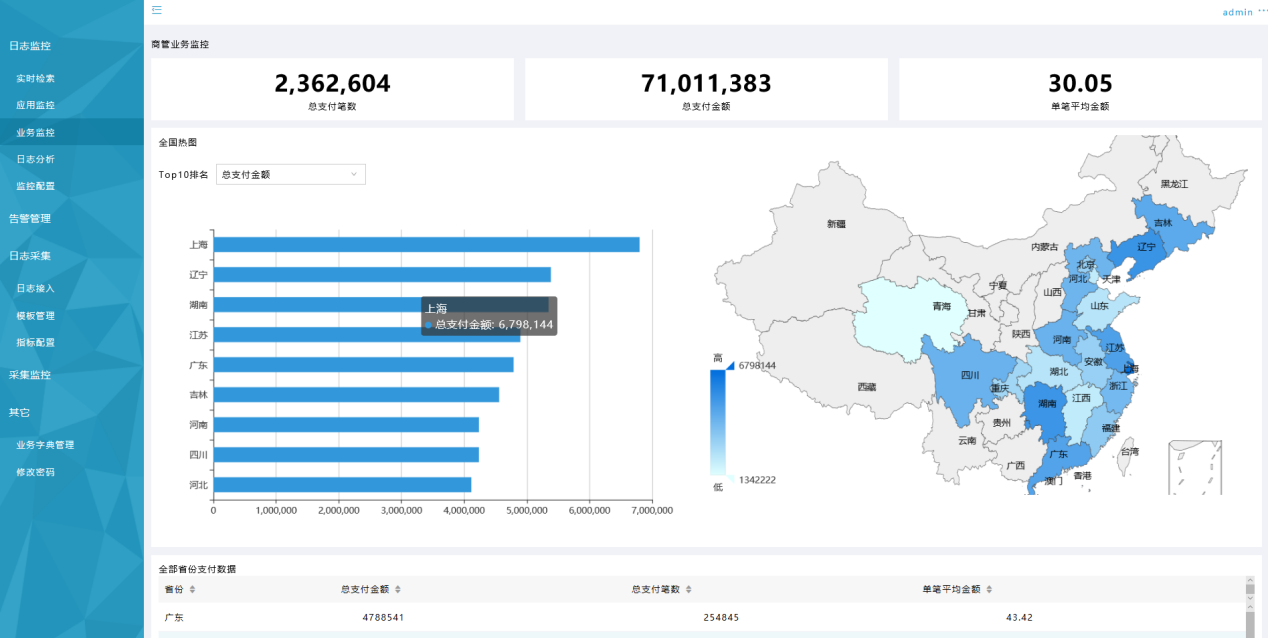 admin ···
日志监控
实时检索
应用监控
业务监控
日志分析
监控配置
告警管理
日志采集
日志接入
模板管理
指标配置
采集监控
其它
业务字典管理
修改密码
商管业务监控
2,362,604
总支付笔数
71,011,383
总支付金额
30.05
单笔平均金额
全国热图
Top10排名 总支付金额
上海
辽宁
湖南
江苏
广东
吉林
河南
四川
河北
0 1,000,000 2,000,000 3,000,000 4,000,000 5,000,000 6,000,000 7,000,000
上海
总支付金额: 6,798,144
高 6798144
低 1342222
黑龙江
新疆
吉林
内蒙古
辽宁
北京
河北 天津
宁夏
山西
青海
甘肃
山东
陕西
河南
江苏
安徽
上海
四川
湖北
重庆
浙江
西藏
湖南
江西
贵州
福建
云南
台湾
广东
广西
香港
澳门
全部省份支付数据
省份 总支付金额 总支付笔数 单笔平均金额
广东 4788541 254845 43.42